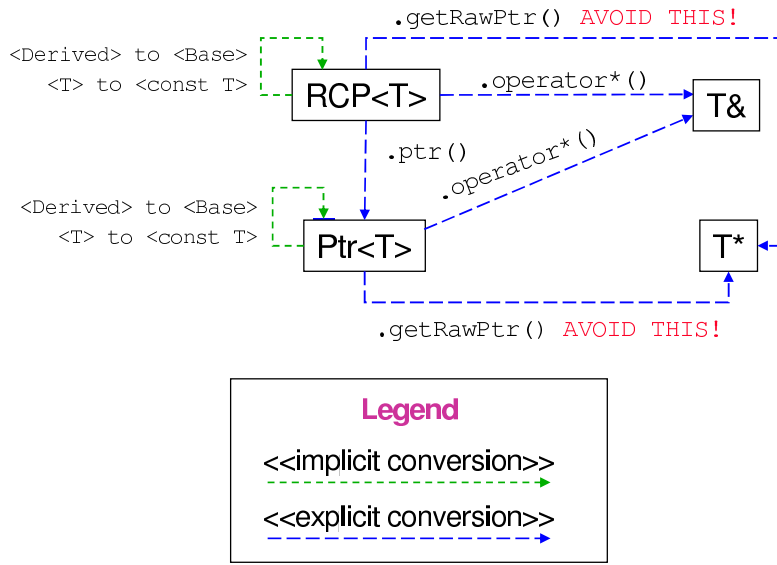 .getRawPtr() AVOID THIS!
<Derived> to <Base>
<T> to <const T>
RCP<T>
.operator*()
T&
.ptr()
.operator*()
<Derived> to <Base>
<T> to <const T>
Ptr<T>
T*
.getRawPtr() AVOID THIS!
Legend
<<implicit conversion>>
<<explicit conversion>>